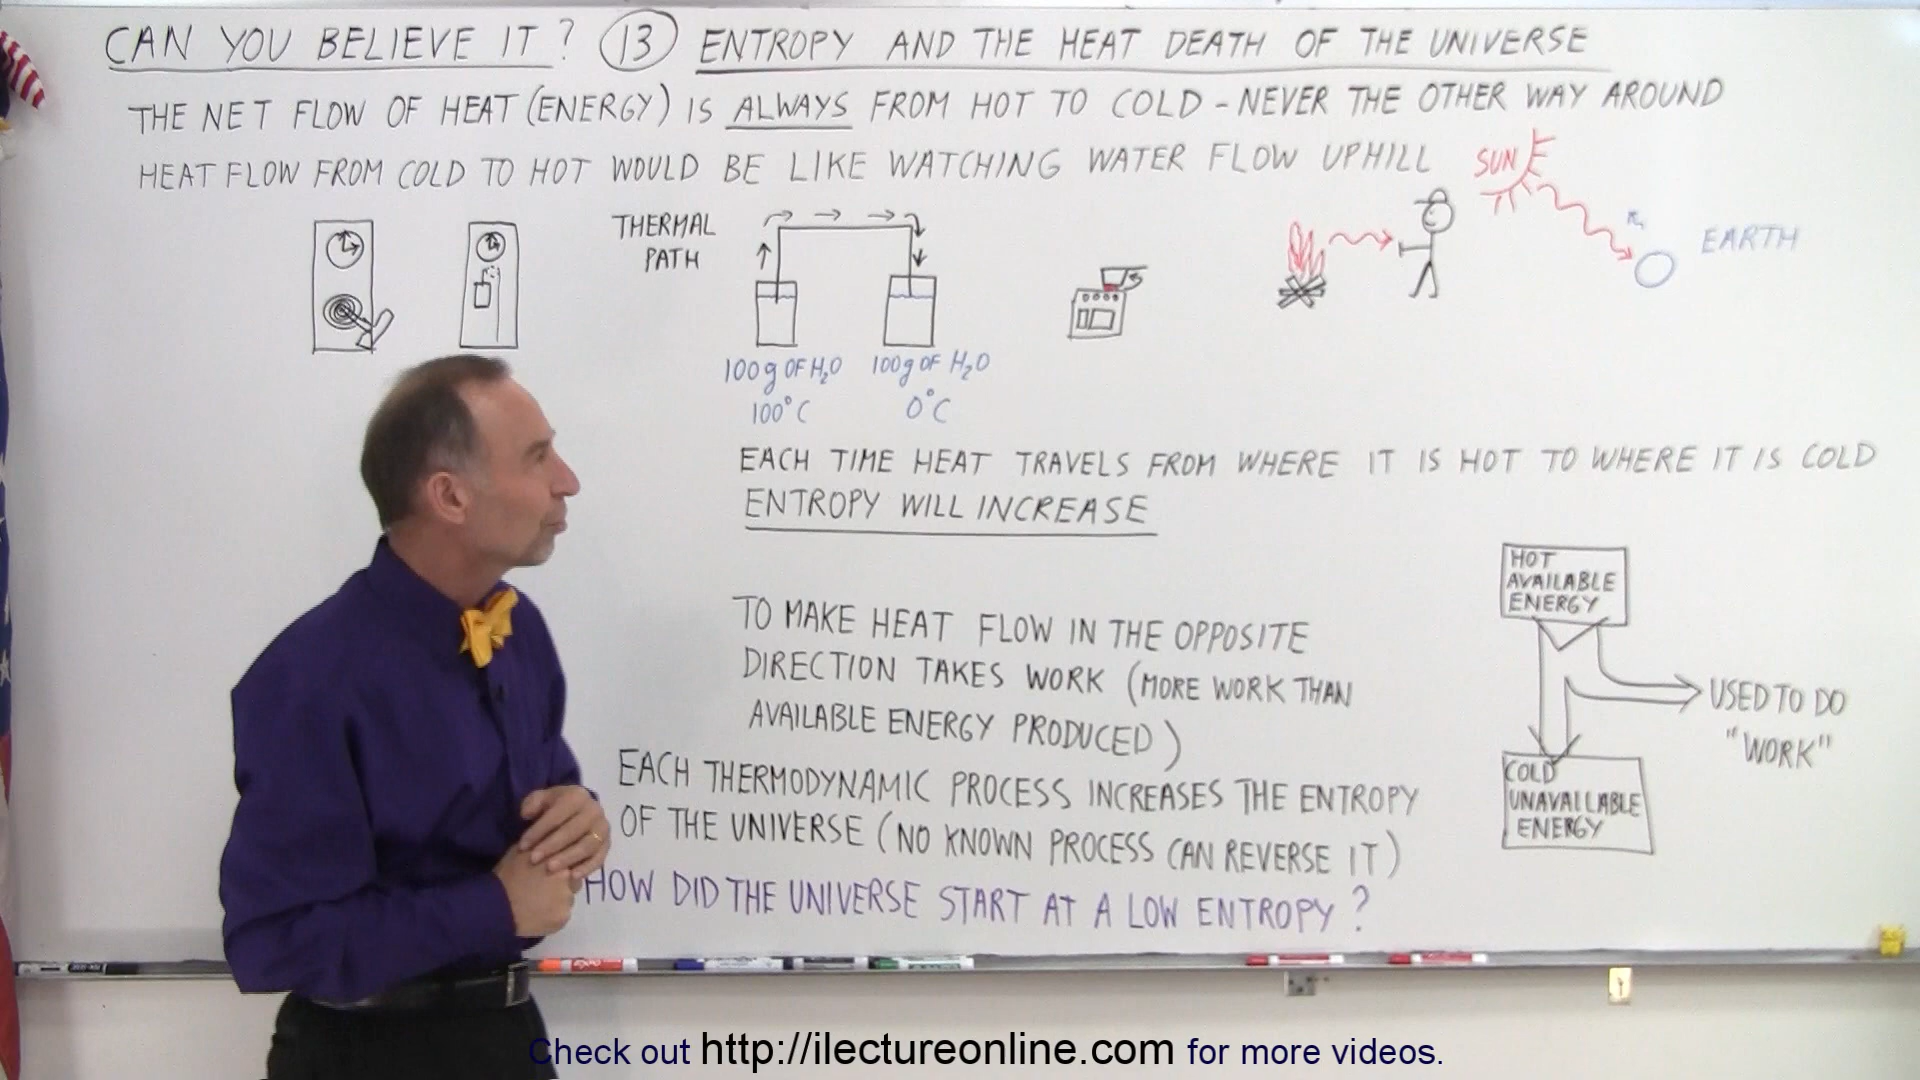 CAN YOU BELIEVE IT? 13 ENTROPY AND THE HEAT DEATH OF THE UNIVERSE
THE NET FLOW OF HEAT (ENERGY) IS ALWAYS FROM HOT TO COLD - NEVER THE OTHER WAY AROUND
HEAT FLOW FROM COLD TO HOT WOULD BE LIKE WATCHING WATER FLOW UPHILL
SUN
THERMAL
PATH
EARTH
100g OF H₂O
100°C
100g OF H₂O
0°C
EACH TIME HEAT TRAVELS FROM WHERE IT IS HOT TO WHERE IT IS COLD
ENTROPY WILL INCREASE
TO MAKE HEAT FLOW IN THE OPPOSITE
DIRECTION TAKES WORK (MORE WORK THAN
AVAILABLE ENERGY PRODUCED)
HOT
AVAILABLE
ENERGY
USED TO DO
"WORK"
COLD
UNAVAILABLE
ENERGY
EACH THERMODYNAMIC PROCESS INCREASES THE ENTROPY
OF THE UNIVERSE (NO KNOWN PROCESS CAN REVERSE IT)
HOW DID THE UNIVERSE START AT A LOW ENTROPY?
Check out http://ilectureonline.com for more videos.